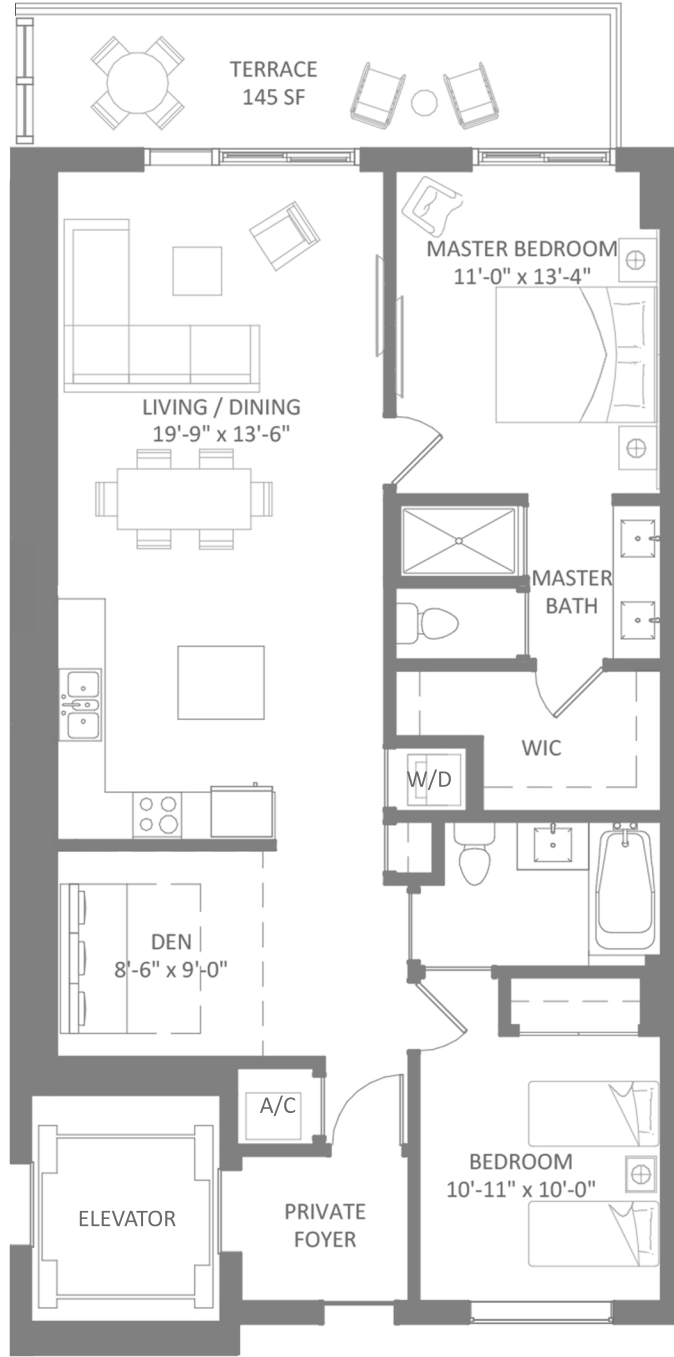 TERRACE
145 SF
MASTER BEDROOM
11'-0" x 13'-4"
LIVING / DINING
19'-9" x 13'-6"
MASTER
BATH
WIC
W/D
DEN
8'-6" x 9'-0"
A/C
BEDROOM
10'-11" x 10'-0"
ELEVATOR
PRIVATE
FOYER